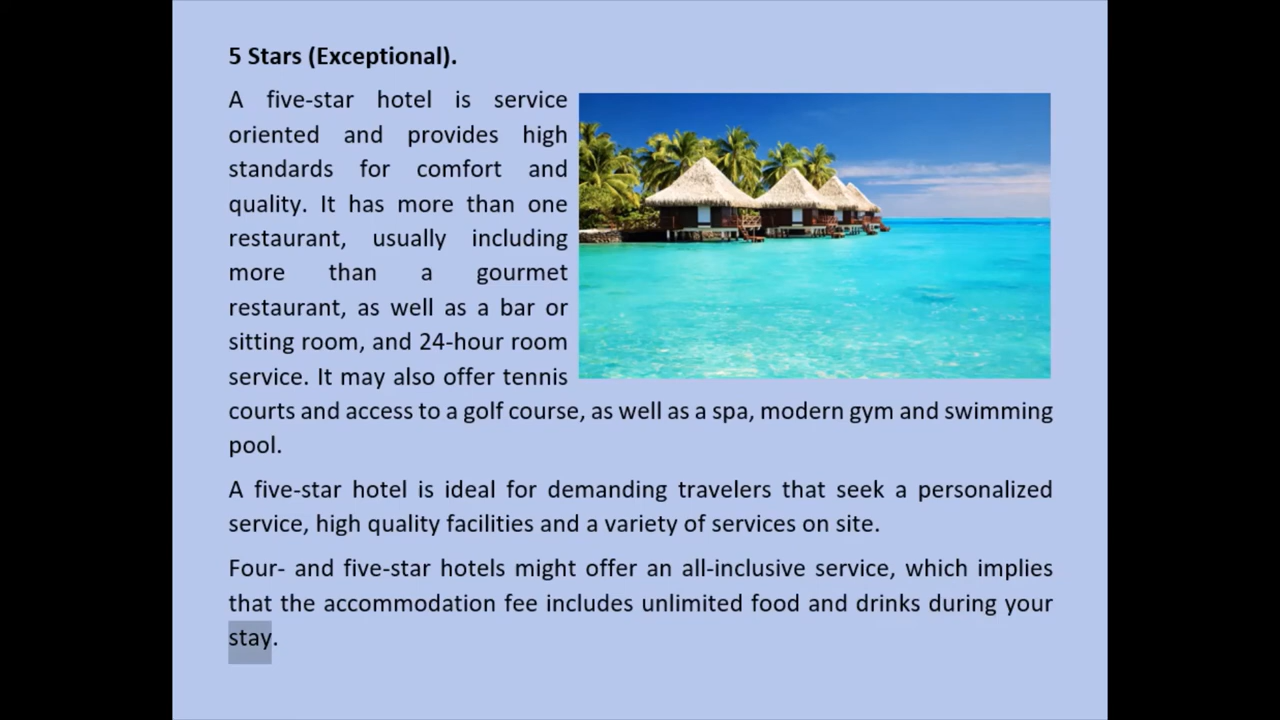 5 Stars (Exceptional).
A five-star hotel is service
oriented and provides high
standards for comfort and
quality. It has more than one
restaurant, usually including
more than a gourmet
restaurant, as well as a bar or
sitting room, and 24-hour room
service. It may also offer tennis
courts and access to a golf course, as well as a spa, modern gym and swimming
pool.
A five-star hotel is ideal for demanding travelers that seek a personalized
service, high quality facilities and a variety of services on site.
Four- and five-star hotels might offer an all-inclusive service, which implies
that the accommodation fee includes unlimited food and drinks during your
stay.